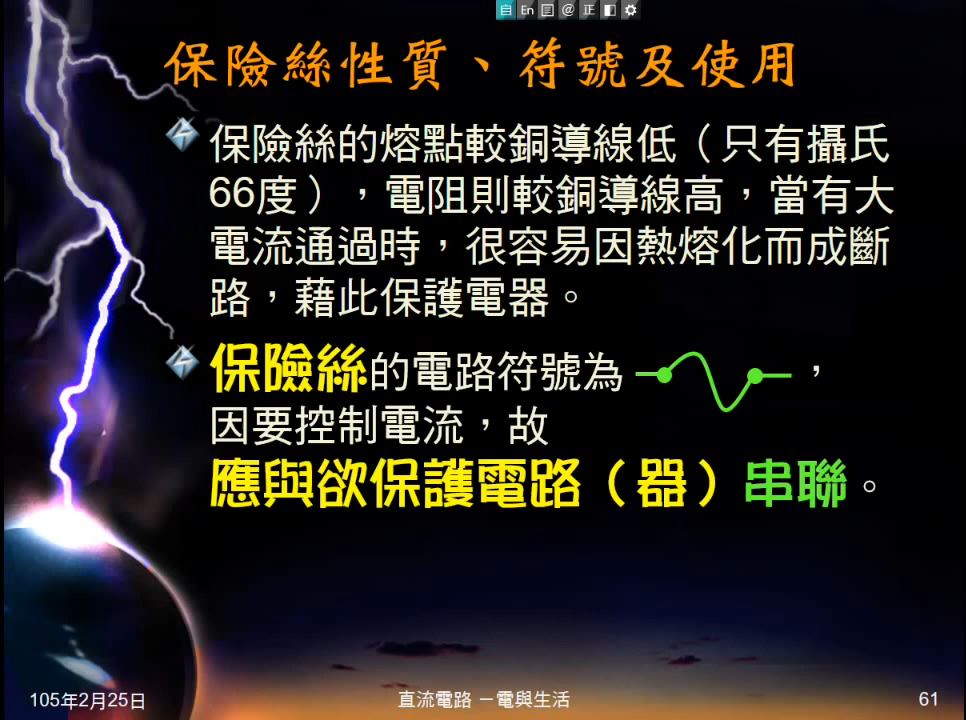 自 En @ 正
保險絲性質、符號及使用
保險絲的熔點較銅導線低（只有攝氏
66度），電阻則較銅導線高，當有大
電流通過時，很容易因熱熔化而成斷
路，藉此保護電器。
保險絲的電路符號為 ，
因要控制電流，故
應與欲保護電路（器）串聯。
105年2月25日
直流電路 －電與生活
61